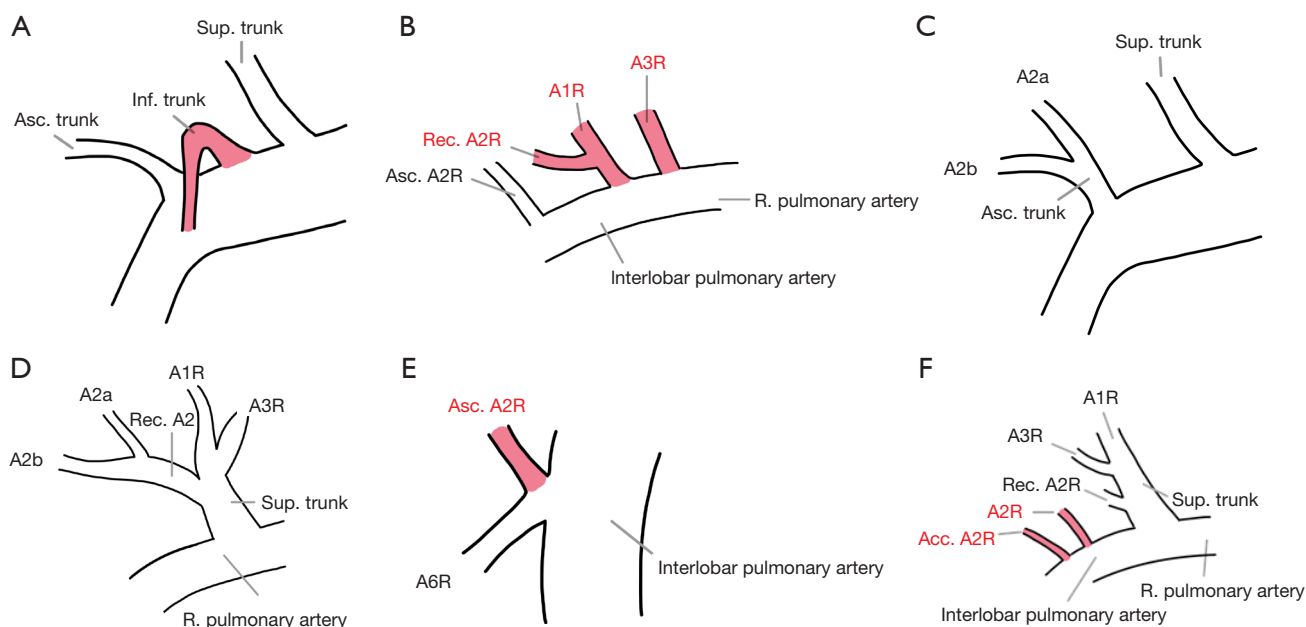 A
Sup. trunk
Inf. trunk
Asc. trunk
B
A3R
A1R
Rec. A2R
Asc. A2R
R. pulmonary artery
Interlobar pulmonary artery
C
Sup. trunk
A2a
A2b
Asc. trunk
D
A1R
A2a
A3R
Rec. A2
A2b
Sup. trunk
R. pulmonary artery
E
Asc. A2R
Interlobar pulmonary artery
A6R
F
A1R
A3R
Rec. A2R
Sup. trunk
A2R
Acc. A2R
R. pulmonary artery
Interlobar pulmonary artery